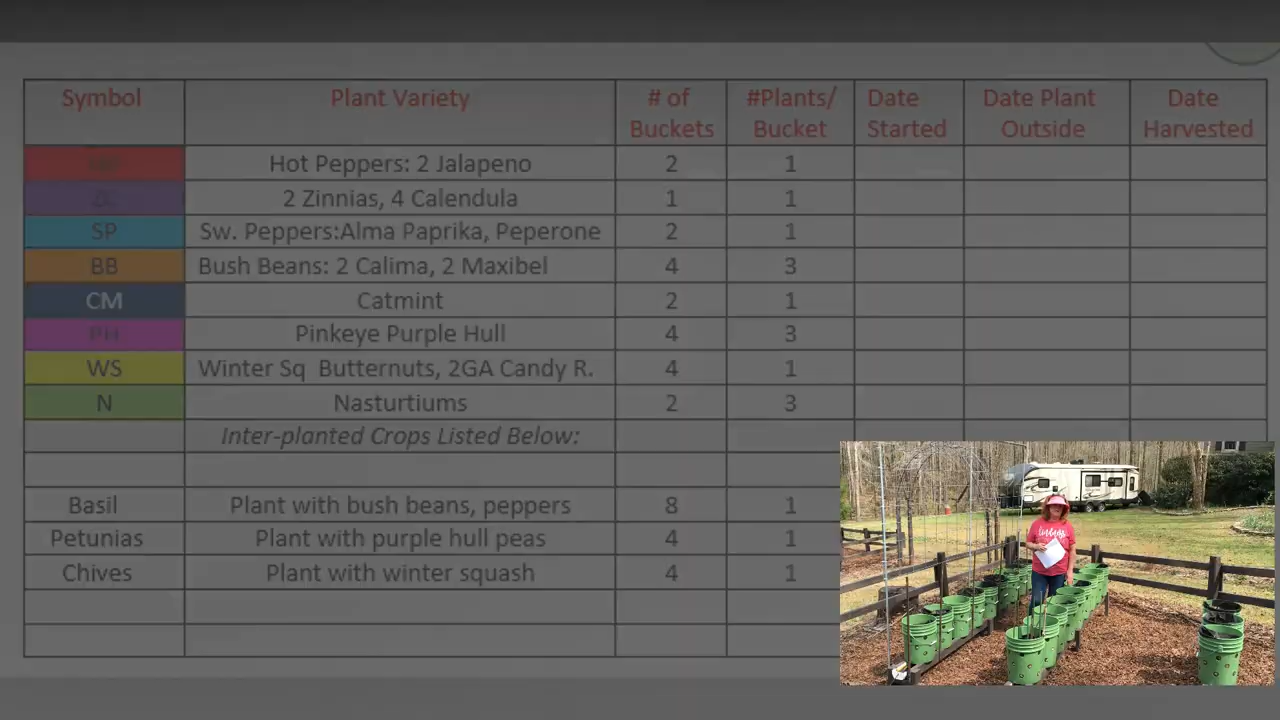 Symbol Plant Variety # of Buckets #Plants/ Bucket Date Started Date Plant Outside Date Harvested
Hot Peppers: 2 Jalapeno 2 1
2 Zinnias, 4 Calendula 1 1
SP Sw. Peppers:Alma Paprika, Peperone 2 1
BB Bush Beans: 2 Calima, 2 Maxibel 4 3
CM Catmint 2 1
PH Pinkeye Purple Hull 4 3
WS Winter Sq Butternuts, 2GA Candy R. 4 1
N Nasturtiums 2 3
Inter-planted Crops Listed Below:
Basil Plant with bush beans, peppers 8 1
Petunias Plant with purple hull peas 4 1
Chives Plant with winter squash 4 1